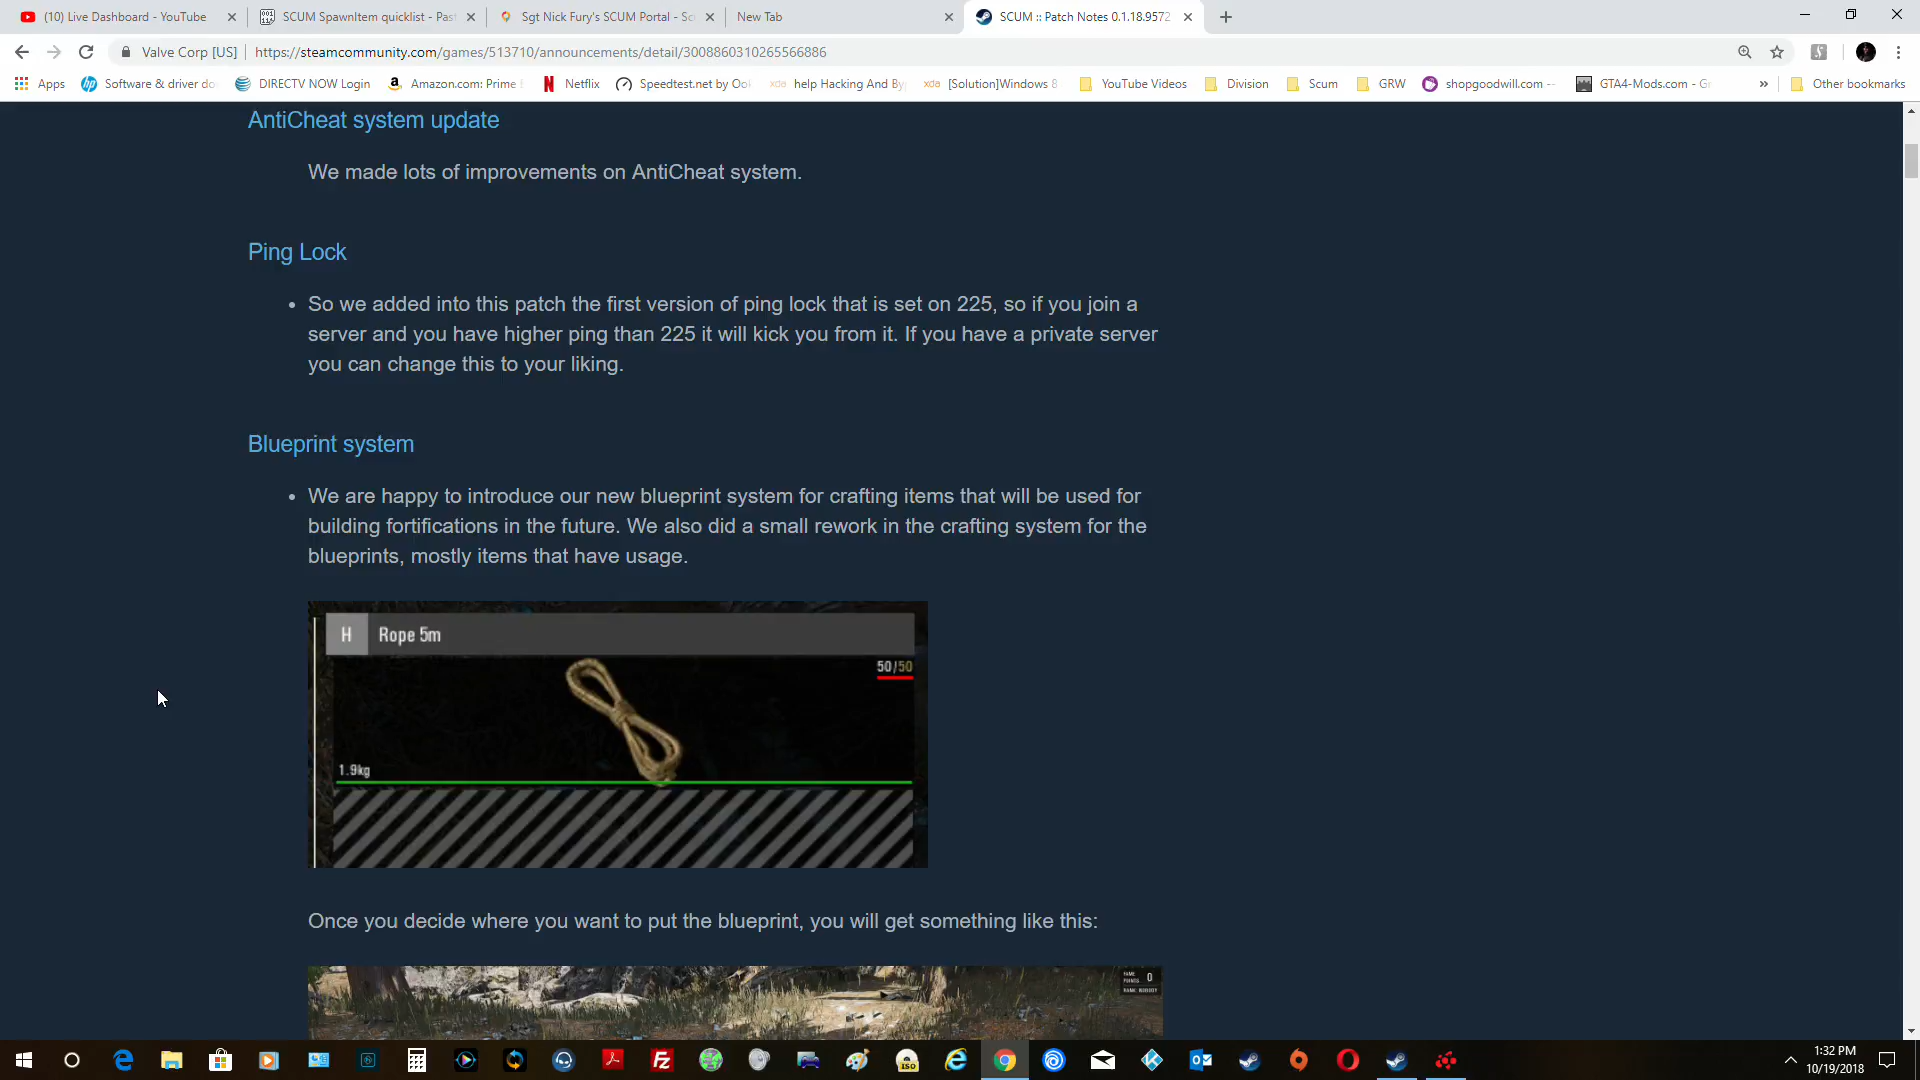 (10) Live Dashboard - YouTube
SCUM SpawnItem quicklist - Past
Sgt Nick Fury's SCUM Portal - Sc
New Tab
SCUM :: Patch Notes 0.1.18.9572
Valve Corp [US]
https://steamcommunity.com/games/513710/announcements/detail/3008860310265566886
Apps
Software & driver do
DIRECTV NOW Login
Amazon.com: Prime
Netflix
Speedtest.net by Ook
help Hacking And By
[Solution]Windows 8
YouTube Videos
Division
Scum
GRW
shopgoodwill.com --
GTA4-Mods.com - G
Other bookmarks
AntiCheat system update
We made lots of improvements on AntiCheat system.
Ping Lock
So we added into this patch the first version of ping lock that is set on 225, so if you join a
server and you have higher ping than 225 it will kick you from it. If you have a private server
you can change this to your liking.
Blueprint system
We are happy to introduce our new blueprint system for crafting items that will be used for
building fortifications in the future. We also did a small rework in the crafting system for the
blueprints, mostly items that have usage.
H Rope 5m
50/50
1.9kg
Once you decide where you want to put the blueprint, you will get something like this:
FAME
POINTS 0
1:32 PM
10/19/2018